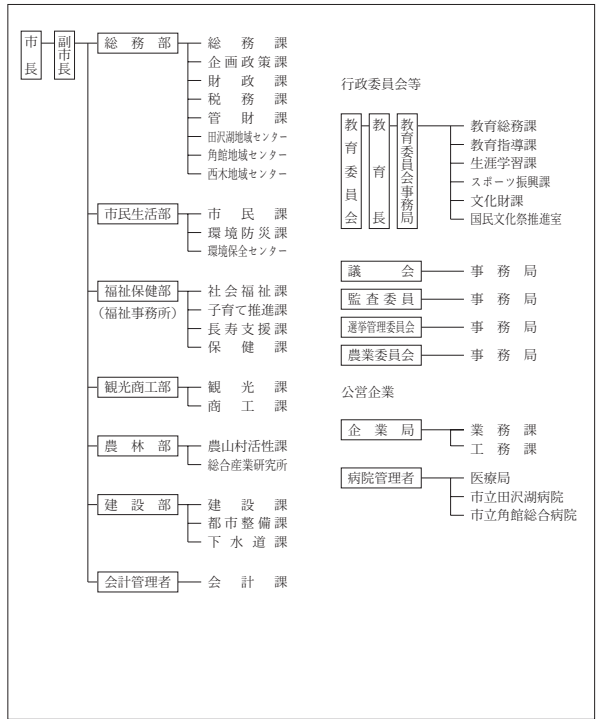 市長
副市長
総務部
総務課
企画政策課
財政課
税務課
管財課
田沢湖地域センター
角館地域センター
西木地域センター
市民生活部
市民課
環境防災課
環境保全センター
福祉保健部
(福祉事務所)
社会福祉課
子育て推進課
長寿支援課
保健課
観光商工部
観光課
商工課
農林部
農山村活性課
総合産業研究所
建設部
建設課
都市整備課
下水道課
会計管理者
会計課
行政委員会等
教育委員会
教育長
教育委員会事務局
教育総務課
教育指導課
生涯学習課
スポーツ振興課
文化財課
国民文化祭推進室
議会
事務局
監査委員
事務局
選挙管理委員会
事務局
農業委員会
事務局
公営企業
企業局
業務課
工務課
病院管理者
医療局
市立田沢湖病院
市立角館総合病院